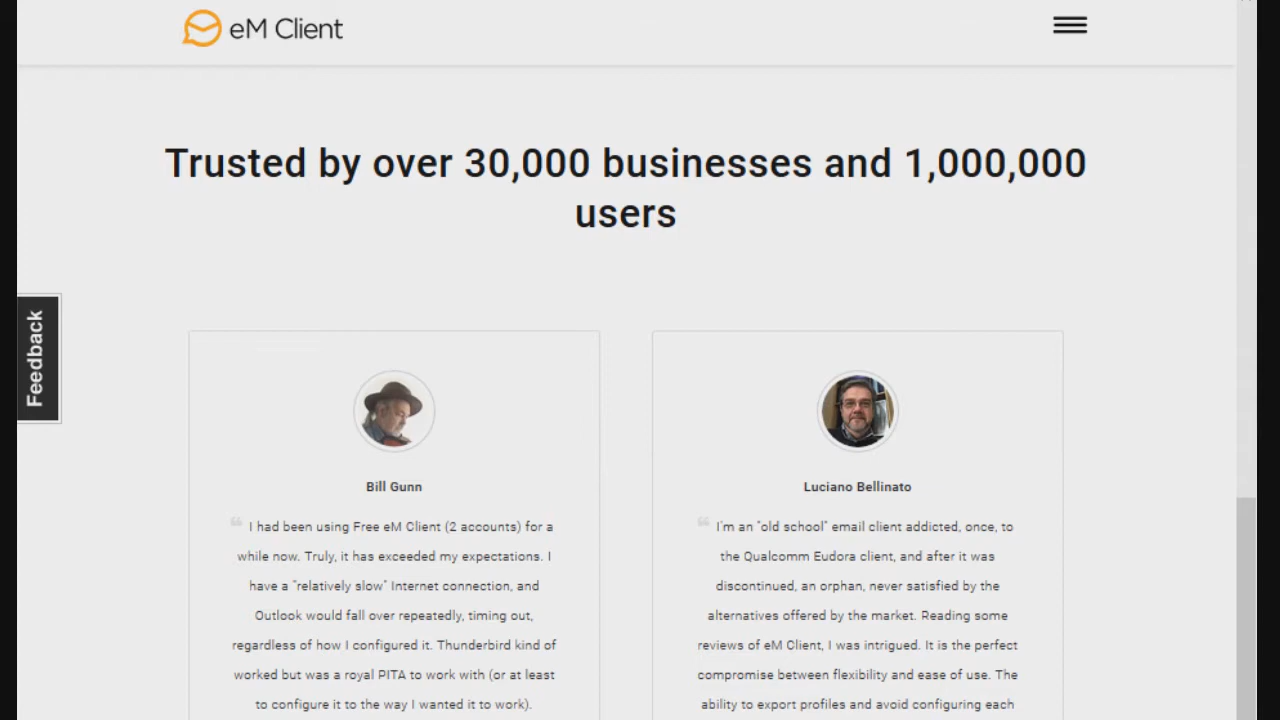 eM Client
Trusted by over 30,000 businesses and 1,000,000
users
Feedback
Bill Gunn
❝ I had been using Free eM Client (2 accounts) for a
while now. Truly, it has exceeded my expectations. I
have a "relatively slow" Internet connection, and
Outlook would fall over repeatedly, timing out,
regardless of how I configured it. Thunderbird kind of
worked but was a royal PITA to work with (or at least
to configure it to the way I wanted it to work).
Luciano Bellinato
❝ I'm an "old school" email client addicted, once, to
the Qualcomm Eudora client, and after it was
discontinued, an orphan, never satisfied by the
alternatives offered by the market. Reading some
reviews of eM Client, I was intrigued. It is the perfect
compromise between flexibility and ease of use. The
ability to export profiles and avoid configuring each